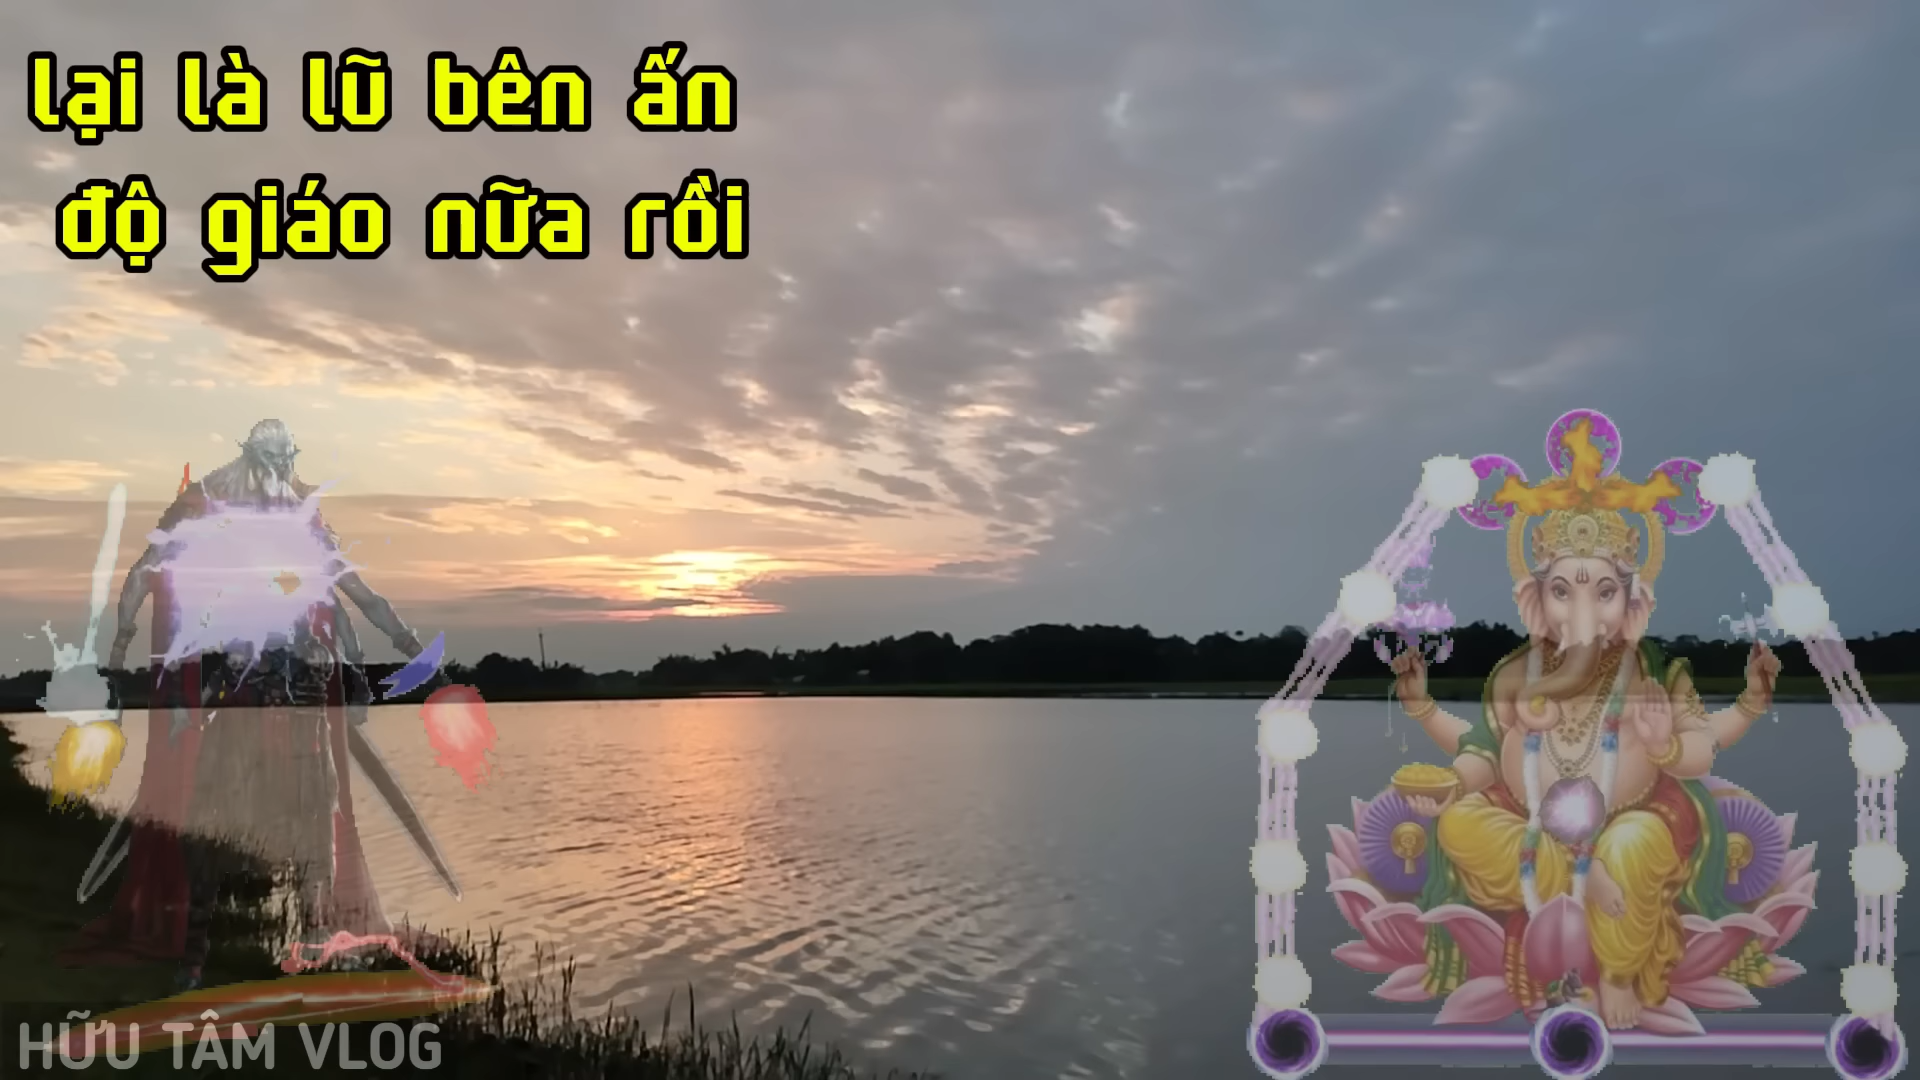 lại là lũ bên ấn
độ giáo nữa rồi
HỮU TÂM VLOG